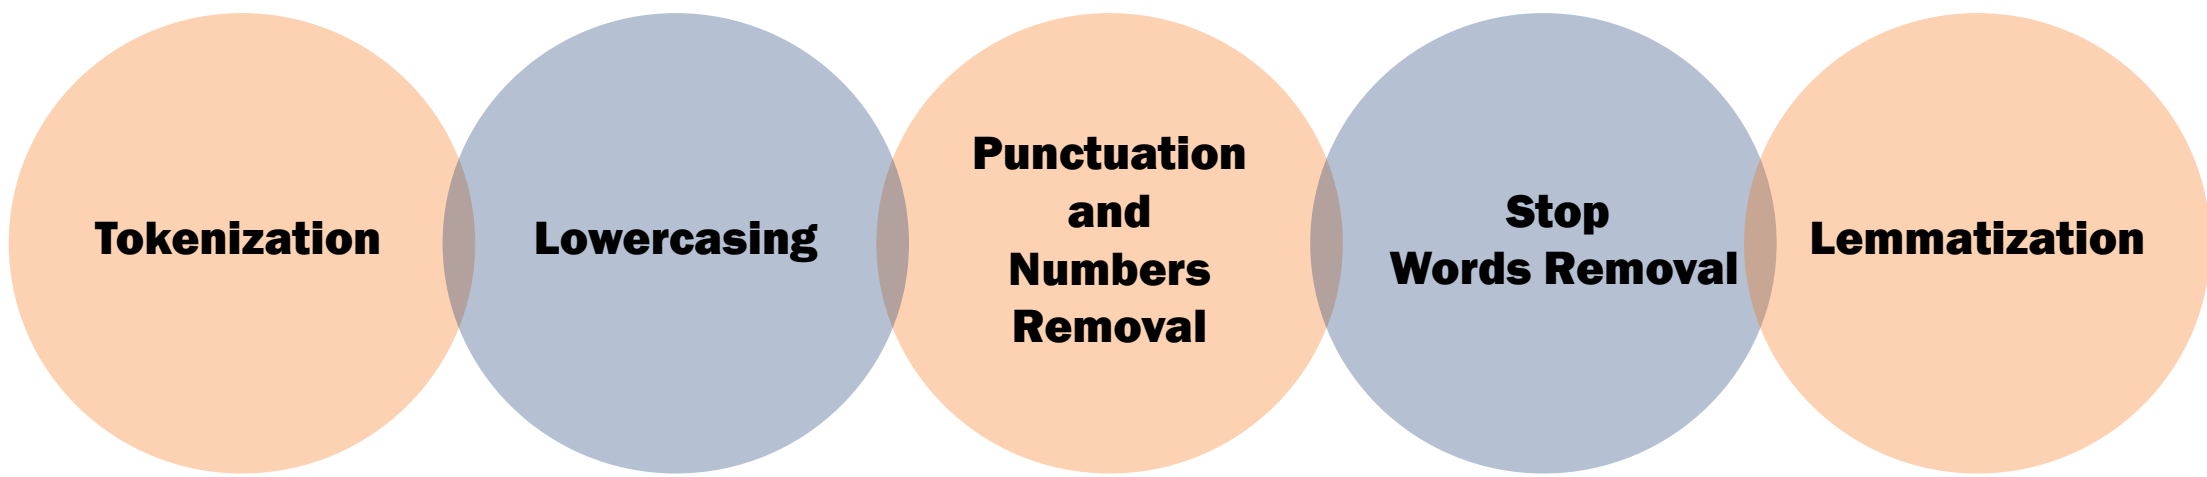 Tokenization
Lowercasing
Punctuation
and
Numbers
Removal
Stop
Words Removal
Lemmatization